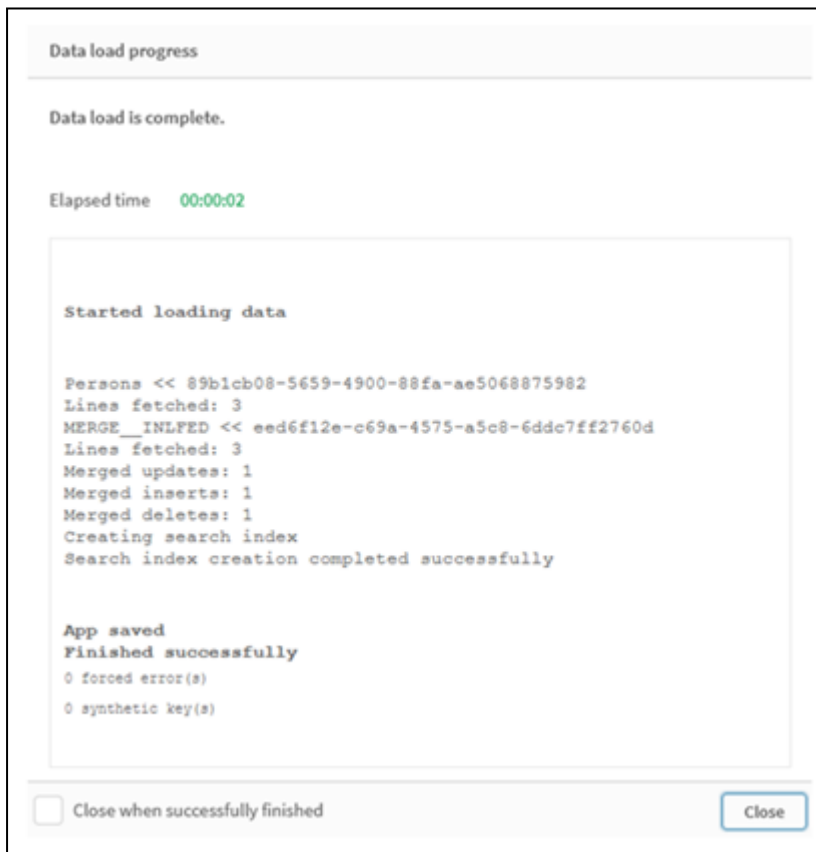 Data load progress
Data load is complete.
Elapsed time 00:00:02
Started loading data
Persons << 89b1cb08-5659-4900-88fa-ae5068875982
Lines fetched: 3
MERGE__INLFED << eed6f12e-c69a-4575-a5c8-6ddc7ff2760d
Lines fetched: 3
Merged updates: 1
Merged inserts: 1
Merged deletes: 1
Creating search index
Search index creation completed successfully
App saved
Finished successfully
0 forced error(s)
0 synthetic key(s)
Close when successfully finished
Close